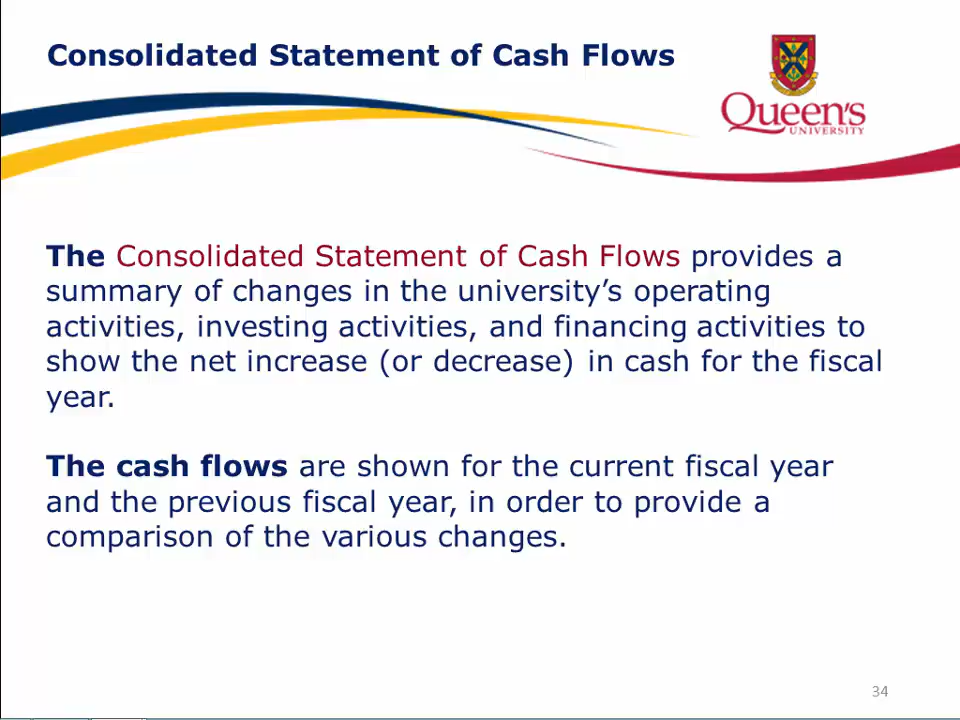 Consolidated Statement of Cash Flows
Queen's
UNIVERSITY
The Consolidated Statement of Cash Flows provides a
summary of changes in the university’s operating
activities, investing activities, and financing activities to
show the net increase (or decrease) in cash for the fiscal
year.
The cash flows are shown for the current fiscal year
and the previous fiscal year, in order to provide a
comparison of the various changes.
34